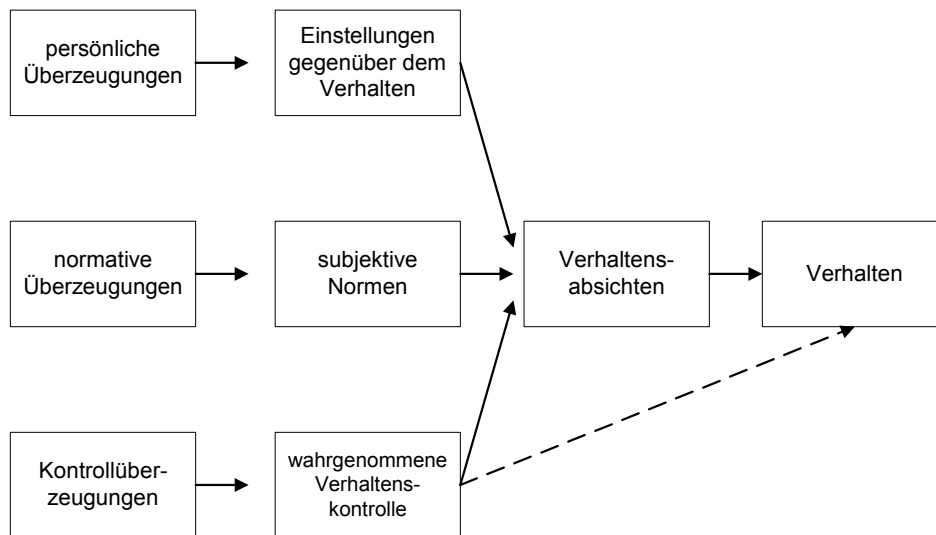 persönliche
Überzeugungen
Einstellungen
gegenüber dem
Verhalten
normative
Überzeugungen
subjektive
Normen
Verhaltens-
absichten
Verhalten
Kontrollüber-
zeugungen
wahrgenommene
Verhaltens-
kontrolle